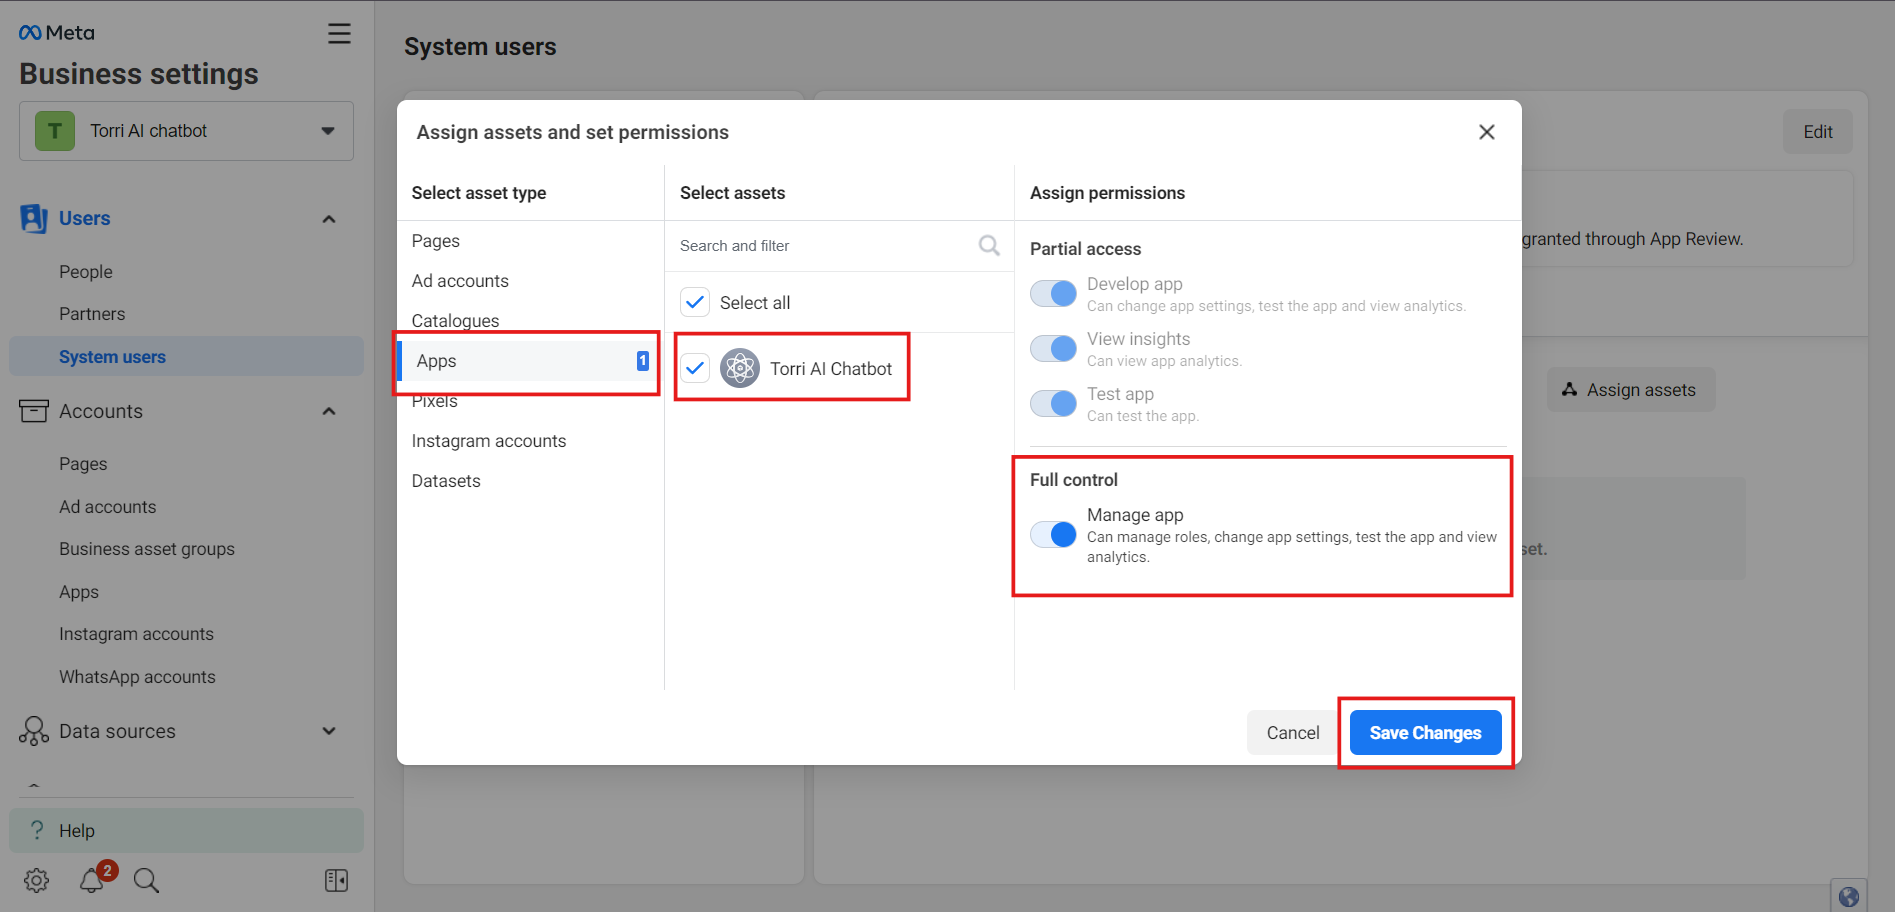 Meta
Business settings
T
Torri AI chatbot
Users
People
Partners
System users
Accounts
Pages
Ad accounts
Business asset groups
Apps
Instagram accounts
WhatsApp accounts
Data sources
? Help
2
System users
Edit
granted through App Review.
Assign assets
set.
Assign assets and set permissions
Select asset type
Pages
Ad accounts
Catalogues
Apps
1
Pixels
Instagram accounts
Datasets
Select assets
Search and filter
Select all
Torri AI Chatbot
Assign permissions
Partial access
Develop app
Can change app settings, test the app and view analytics.
View insights
Can view app analytics.
Test app
Can test the app.
Full control
Manage app
Can manage roles, change app settings, test the app and view
analytics.
Cancel
Save Changes